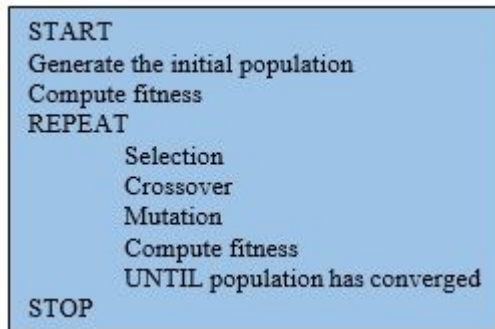 START
Generate the initial population
Compute fitness
REPEAT
Selection
Crossover
Mutation
Compute fitness
UNTIL population has converged
STOP